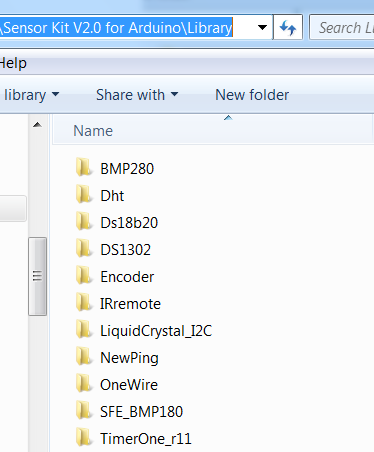 \Sensor Kit V2.0 for Arduino\Library
Search Li
Help
library
Share with
New folder
Name
BMP280
Dht
Ds18b20
DS1302
Encoder
IRremote
LiquidCrystal_I2C
NewPing
OneWire
SFE_BMP180
TimerOne_r11